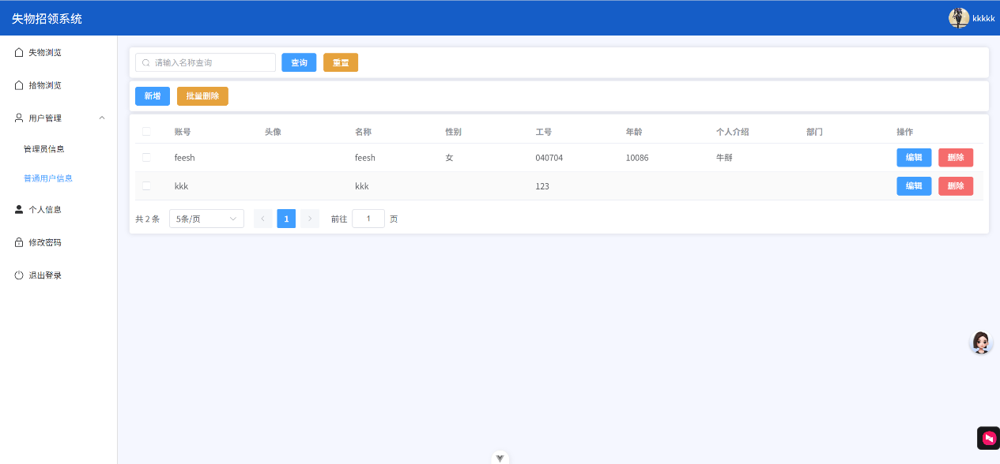 失物招领系统
kkkkk
失物浏览
拾物浏览
用户管理
管理员信息
普通用户信息
个人信息
修改密码
退出登录
请输入名称查询 查询 重置
新增 批量删除
账号 头像 名称 性别 工号 年龄 个人介绍 部门 操作
feesh feesh 女 040704 10086 牛掰 编辑 删除
kkk kkk 123 编辑 删除
共 2 条 5条/页 1 前往 1 页